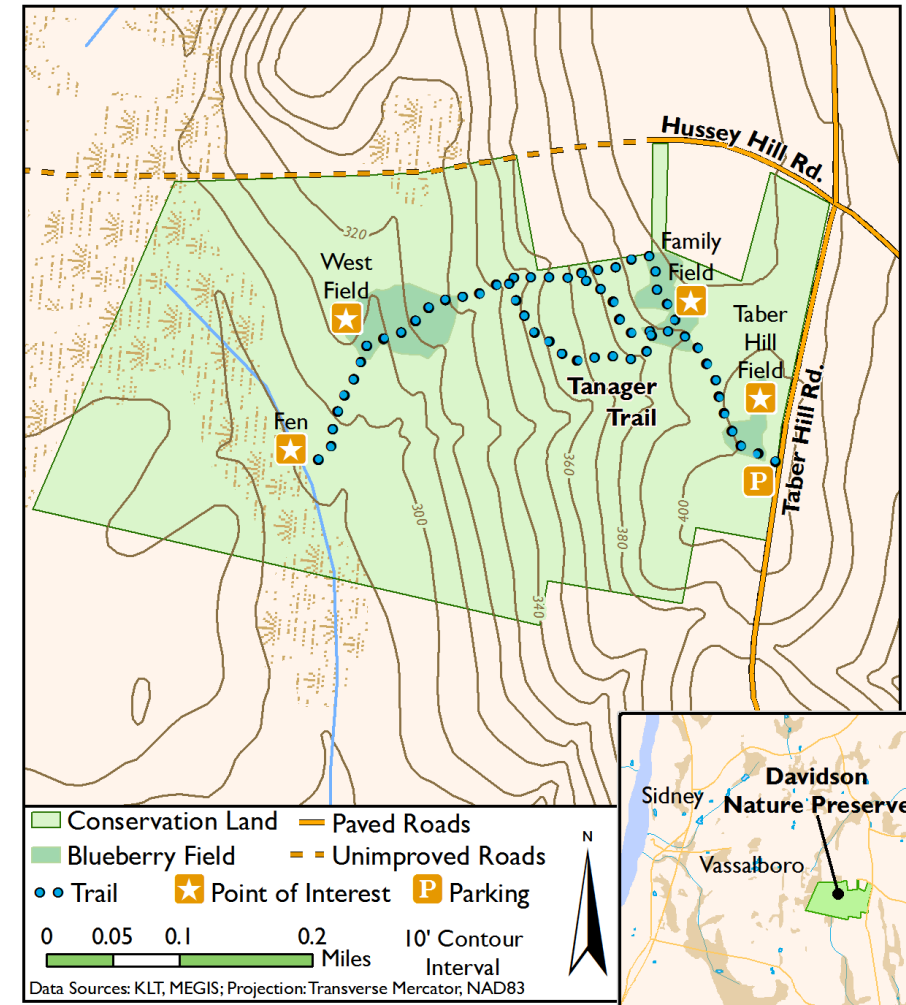 Hussey Hill Rd.
320
Family
Field
West
Field
Taber
Hill
Field
Tanager
Trail
Taber Hill Rd.
Fen
360
300
400
380
340
P
Conservation Land
Paved Roads
Blueberry Field
Unimproved Roads
Trail
Point of Interest
P
Parking
N
0 0.05 0.1 0.2
Miles
10' Contour
Interval
Data Sources: KLT, MEGIS; Projection: Transverse Mercator, NAD83
Davidson
Nature Preserve
Sidney
Vassalboro